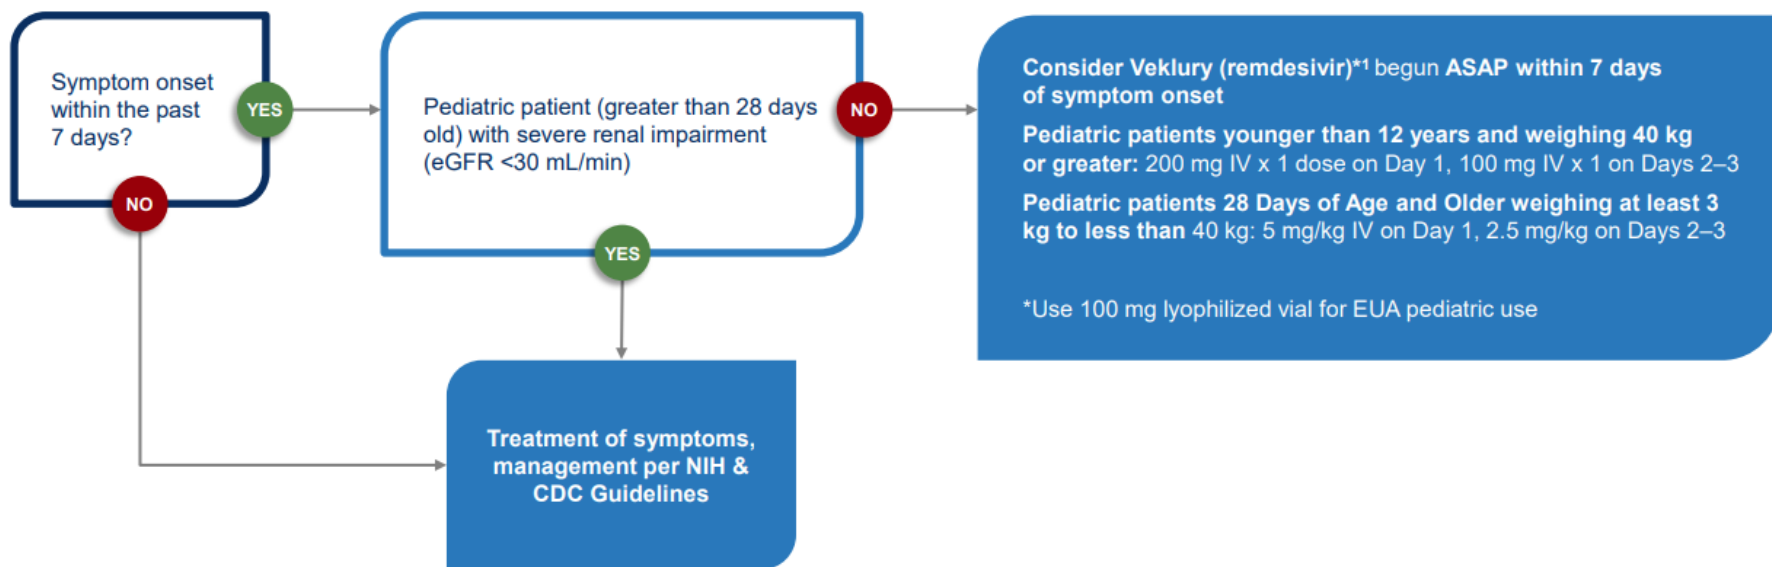 Symptom onset
within the past
7 days?
YES
NO
Pediatric patient (greater than 28 days
old) with severe renal impairment
(eGFR <30 mL/min)
NO
YES
Consider Veklury (remdesivir)*1 begun ASAP within 7 days
of symptom onset
Pediatric patients younger than 12 years and weighing 40 kg
or greater: 200 mg IV x 1 dose on Day 1, 100 mg IV x 1 on Days 2–3
Pediatric patients 28 Days of Age and Older weighing at least 3
kg to less than 40 kg: 5 mg/kg IV on Day 1, 2.5 mg/kg on Days 2–3
*Use 100 mg lyophilized vial for EUA pediatric use
Treatment of symptoms,
management per NIH &
CDC Guidelines